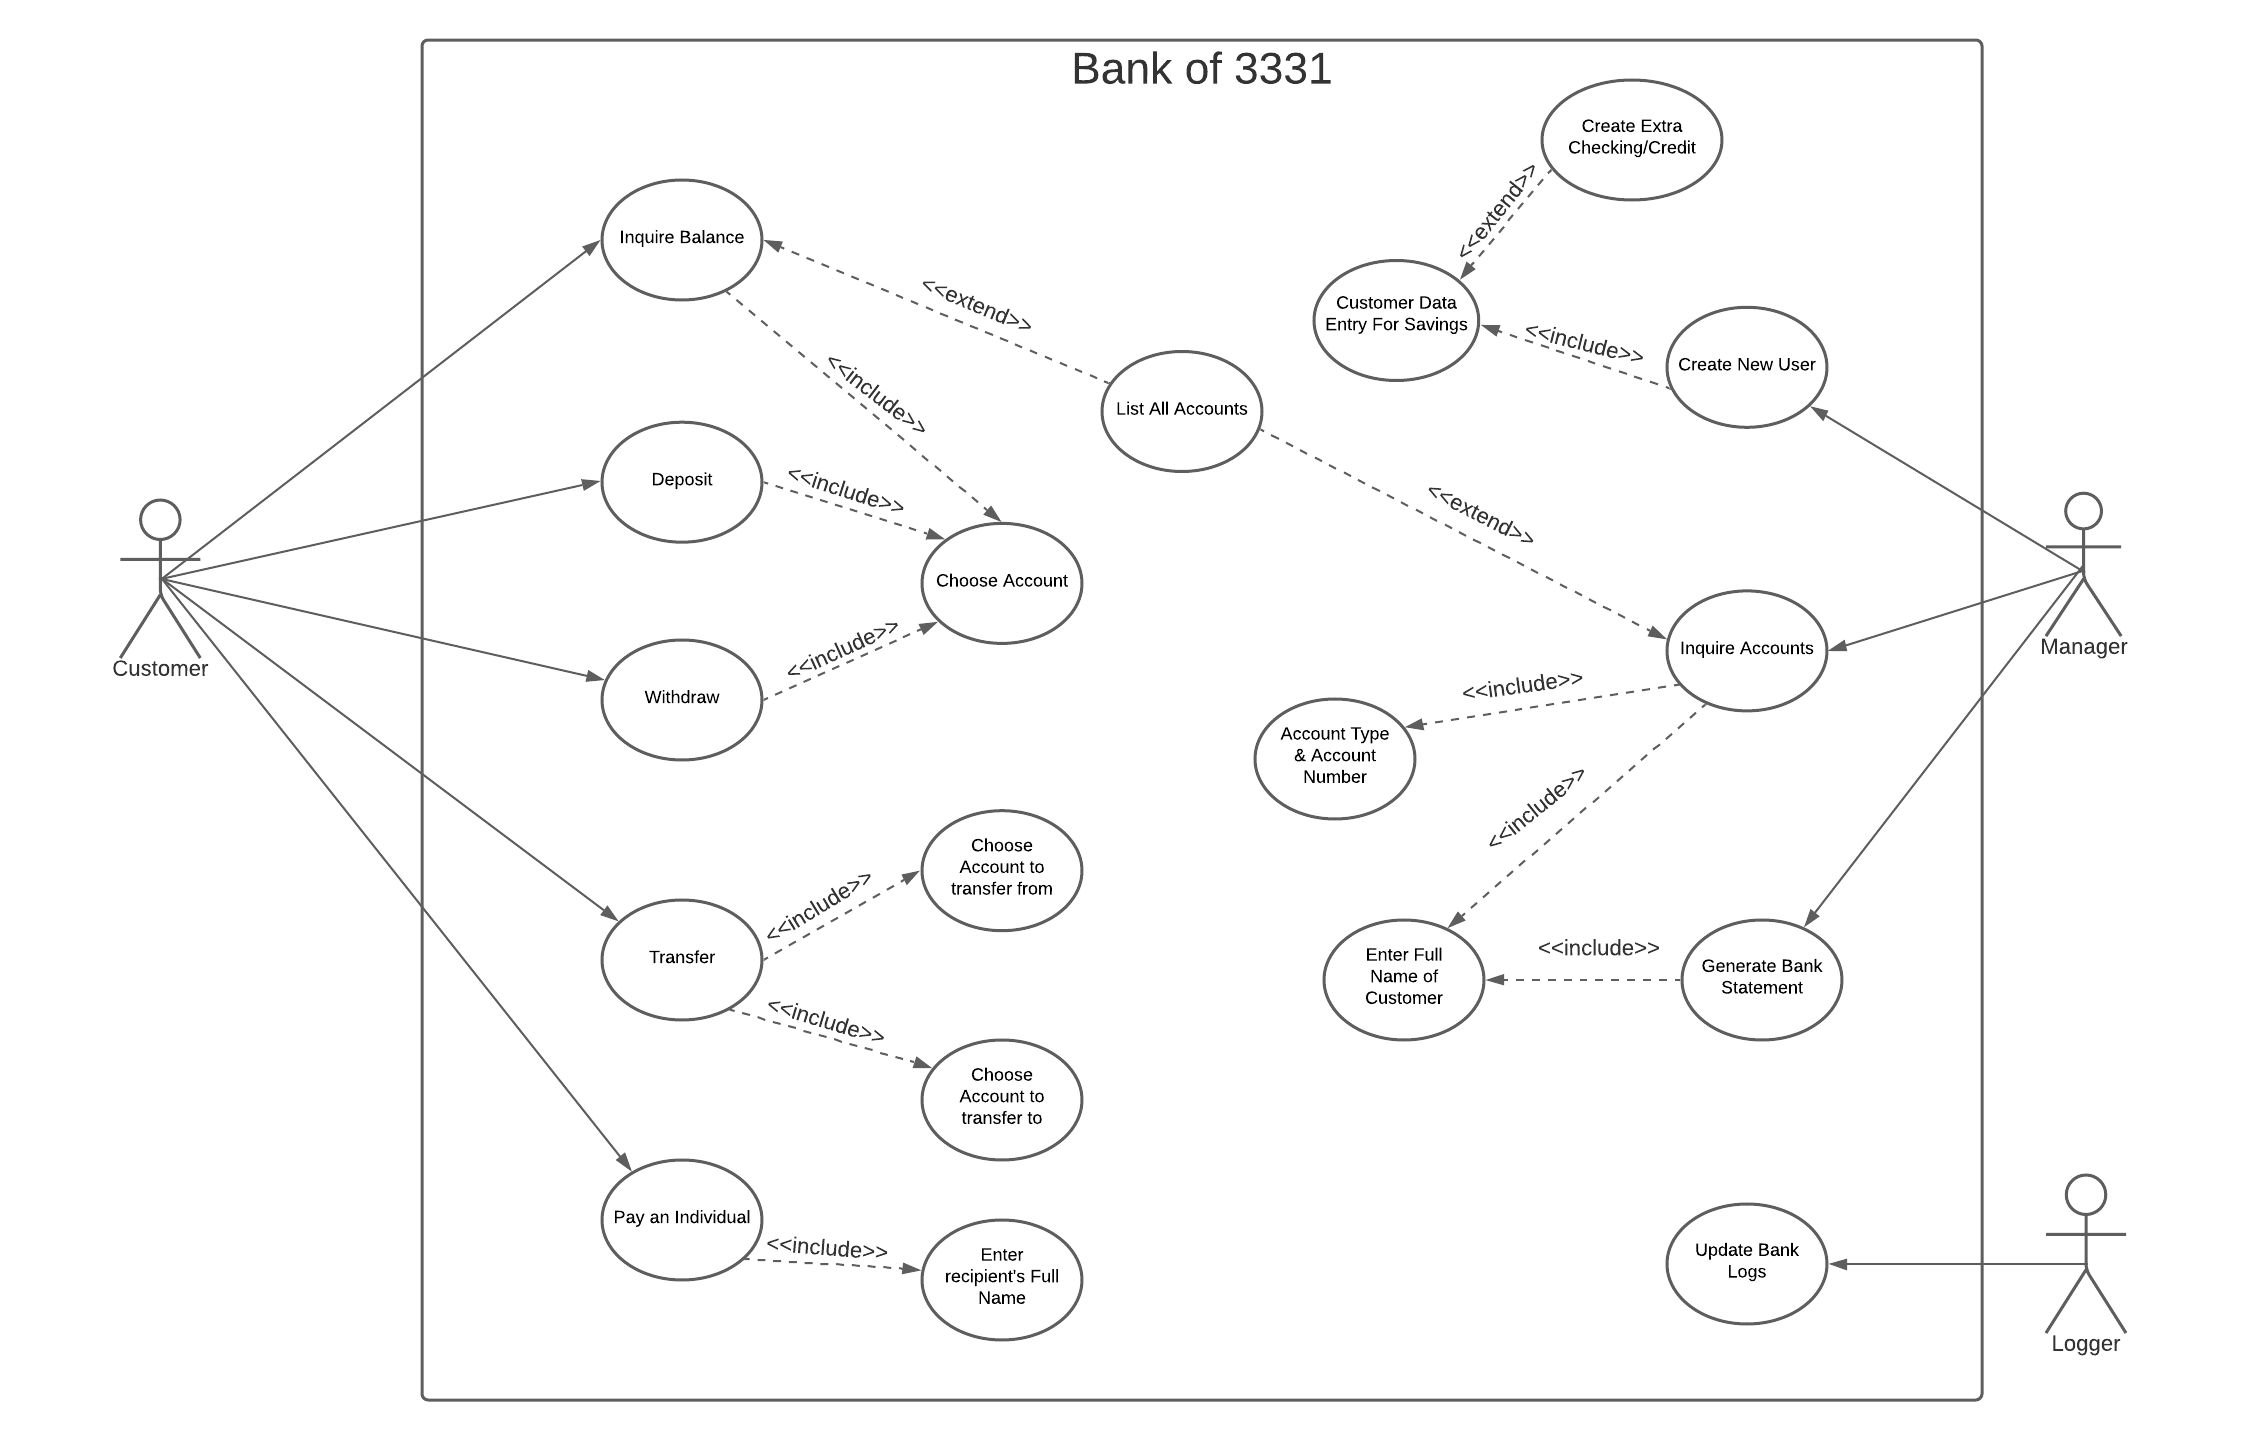 Bank of 3331
Create Extra
Checking/Credit
<<extend>>
Inquire Balance
<<extend>>
Customer Data
Entry For Savings
<<include>>
Create New User
<<include>>
List All Accounts
Deposit
<<include>>
<<extend>>
Choose Account
Customer
Withdraw
<<include>>
Inquire Accounts
Manager
<<include>>
Account Type
& Account
Number
<<include>>
Choose
Account to
transfer from
<<include>>
Transfer
<<include>>
Enter Full
Name of
Customer
<<include>>
Generate Bank
Statement
Choose
Account to
transfer to
Pay an Individual
<<include>>
Enter
recipient's Full
Name
Update Bank
Logs
Logger